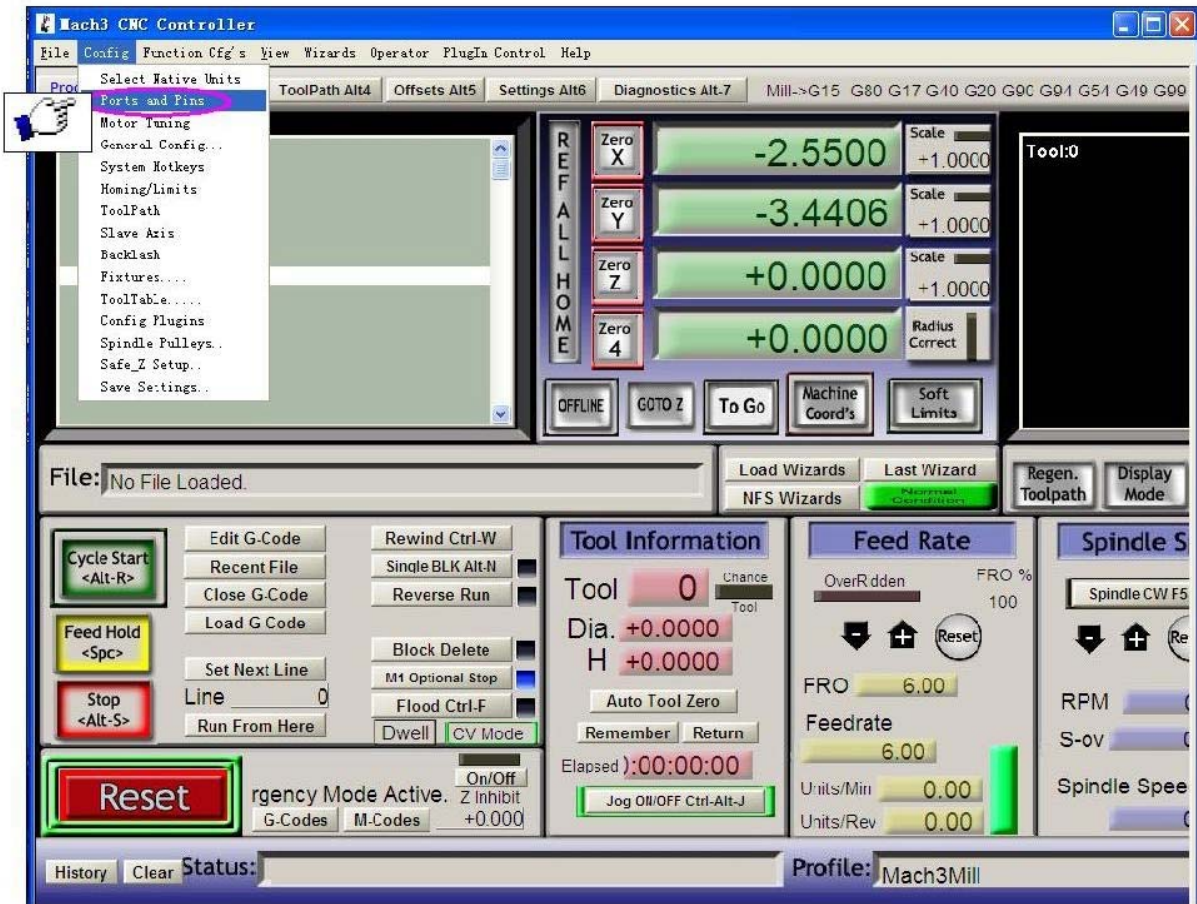 Mach3 CNC Controller
File Config Function Cfg's View Wizards Operator PlugIn Control Help
Select Native Units
Ports and Pins
Motor Tuning
General Config...
System Hotkeys
Homing/Limits
ToolPath
Slave Axis
Backlash
Fixtures....
ToolTable.....
Config Plugins
Spindle Pulleys..
Safe_Z Setup..
Save Settings..
ToolPath Alt4 Offsets Alt5 Settings Alt6 Diagnostics Alt-7 Mill->G15 G80 G17 G40 G20 G90 G94 G54 G49 G99
REF ALL HOME
Zero X -2.5500 Scale +1.0000
Zero Y -3.4406 Scale +1.0000
Zero Z +0.0000 Scale +1.0000
Zero 4 +0.0000 Radius Correct
OFFLINE GOTO Z To Go Machine Coord's Soft Limits
Tool:0
File: No File Loaded.
Load Wizards Last Wizard
NFS Wizards Normal Condition
Regen. Toolpath Display Mode
Cycle Start <Alt-R>
Feed Hold <Spc>
Stop <Alt-S>
Edit G-Code
Recent File
Close G-Code
Load G Code
Set Next Line
Line 0
Run From Here
Rewind Ctrl-W
Single BLK Alt-N
Reverse Run
Block Delete
M1 Optional Stop
Flood Ctrl-F
Dwell CV Mode
Reset
rgency Mode Active.
On/Off
Z Inhibit
+0.000
G-Codes M-Codes
Tool Information
Tool 0 Change Tool
Dia. +0.0000
H +0.0000
Auto Tool Zero
Remember Return
Elapsed ):00:00:00
Jog ON/OFF Ctrl-Alt-J
Feed Rate
OverRidden FRO %
100
Reset
FRO 6.00
Feedrate
6.00
Units/Min 0.00
Units/Rev 0.00
Spindle S
Spindle CW F5
Re
RPM
S-ov
Spindle Spee
History Clear Status:
Profile: Mach3Mill